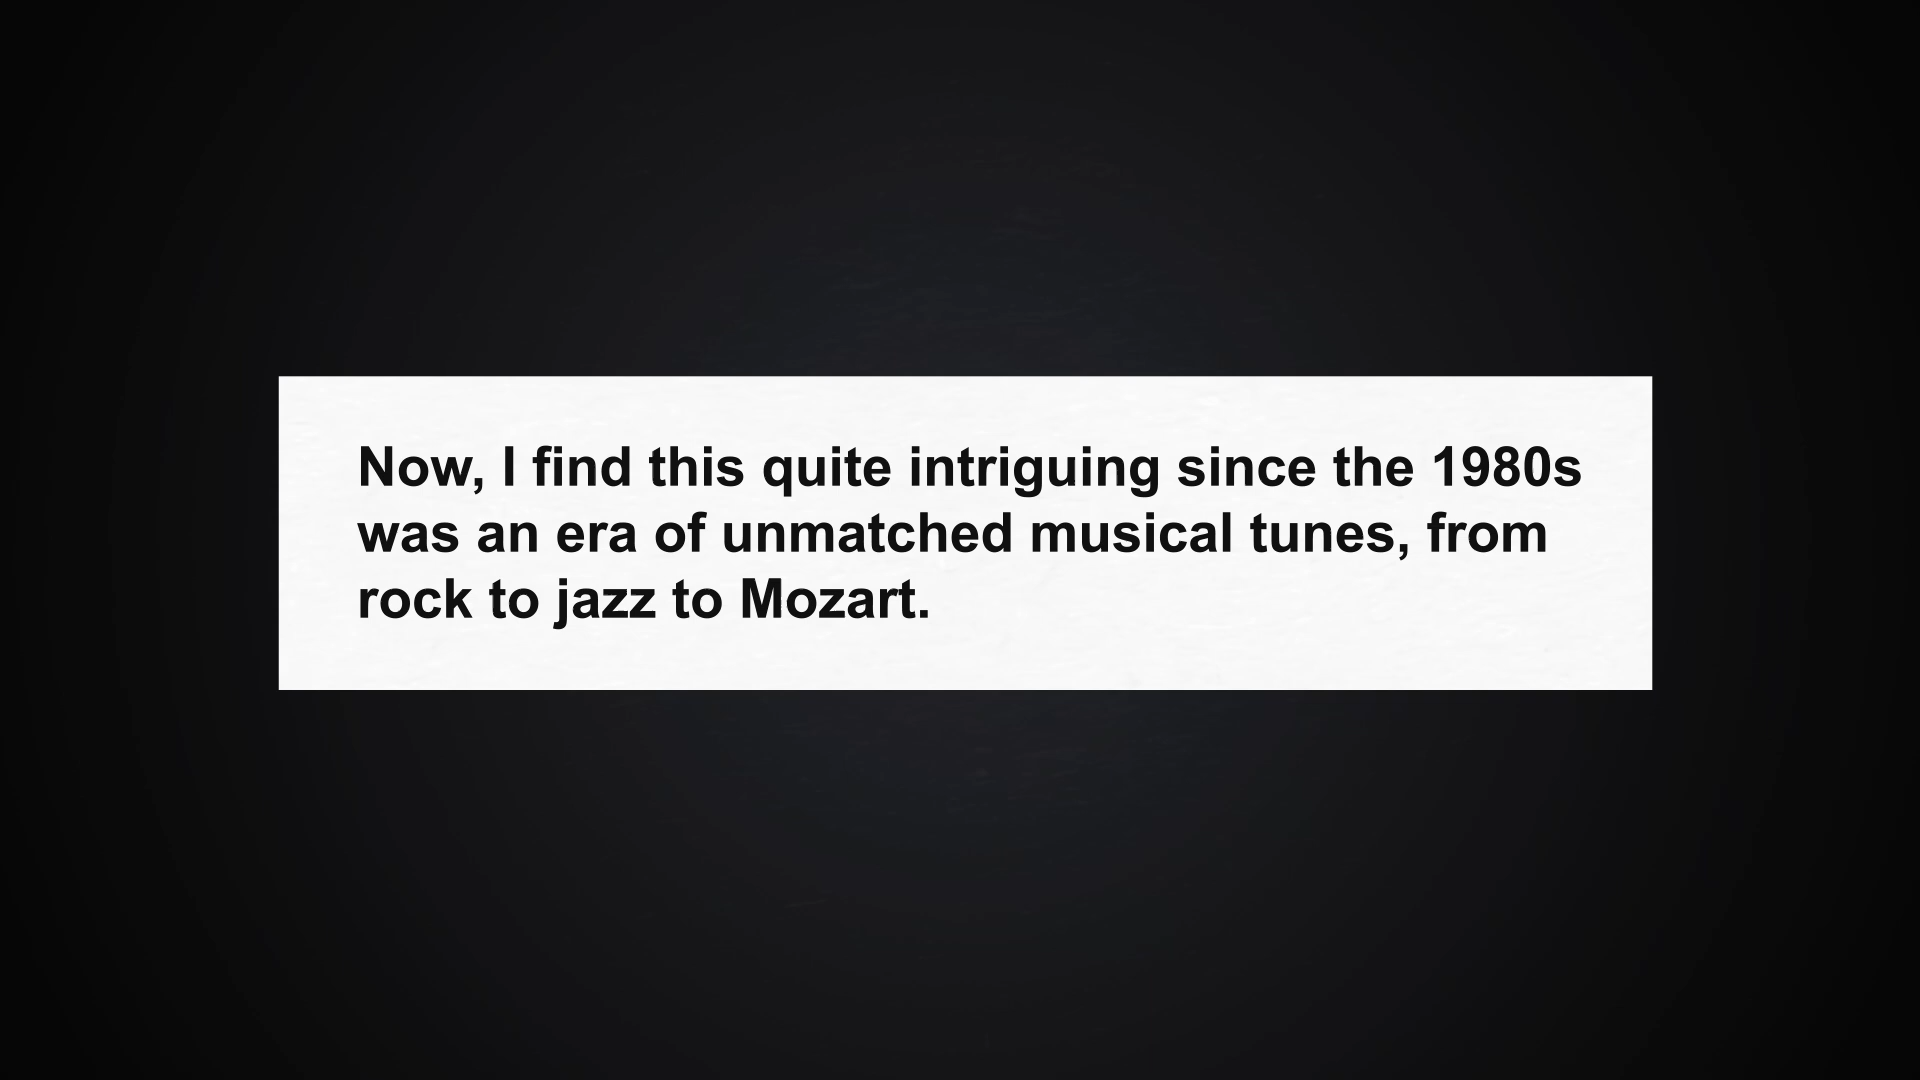 Now, I find this quite intriguing since the 1980s
was an era of unmatched musical tunes, from
rock to jazz to Mozart.